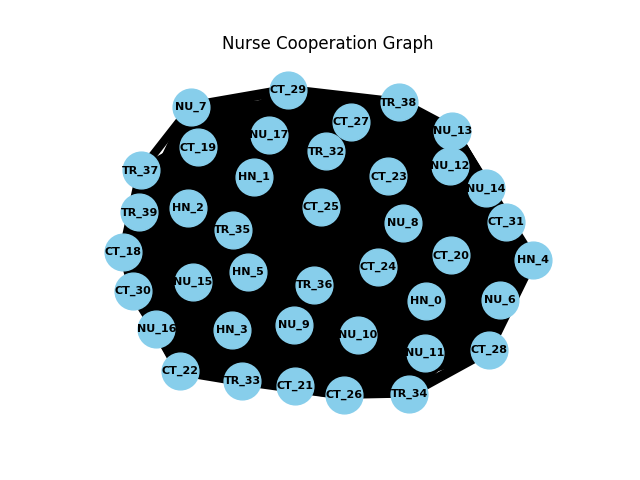 Nurse Cooperation Graph
CT_29
TR_38
NU_7
CT_27
NU_13
NU_17
CT_19
TR_32
NU_12
TR_37
HN_1
CT_23
NU_14
HN_2
CT_25
TR_39
CT_31
NU_8
TR_35
CT_18
CT_20
HN_4
CT_24
HN_5
NU_15
TR_36
CT_30
HN_0
NU_6
NU_9
NU_16
HN_3
NU_10
CT_28
NU_11
CT_22
TR_33
CT_21
TR_34
CT_26